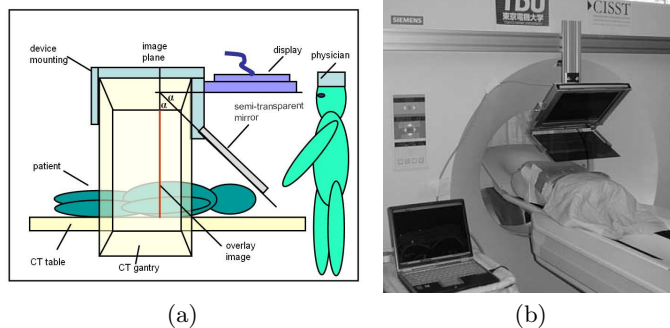 device mounting
image plane
display
physician
α
α
semi-transparent mirror
patient
overlay image
CT table
CT gantry
(a)
SIEMENS
TDU
東京電機大学
CISST
(b)